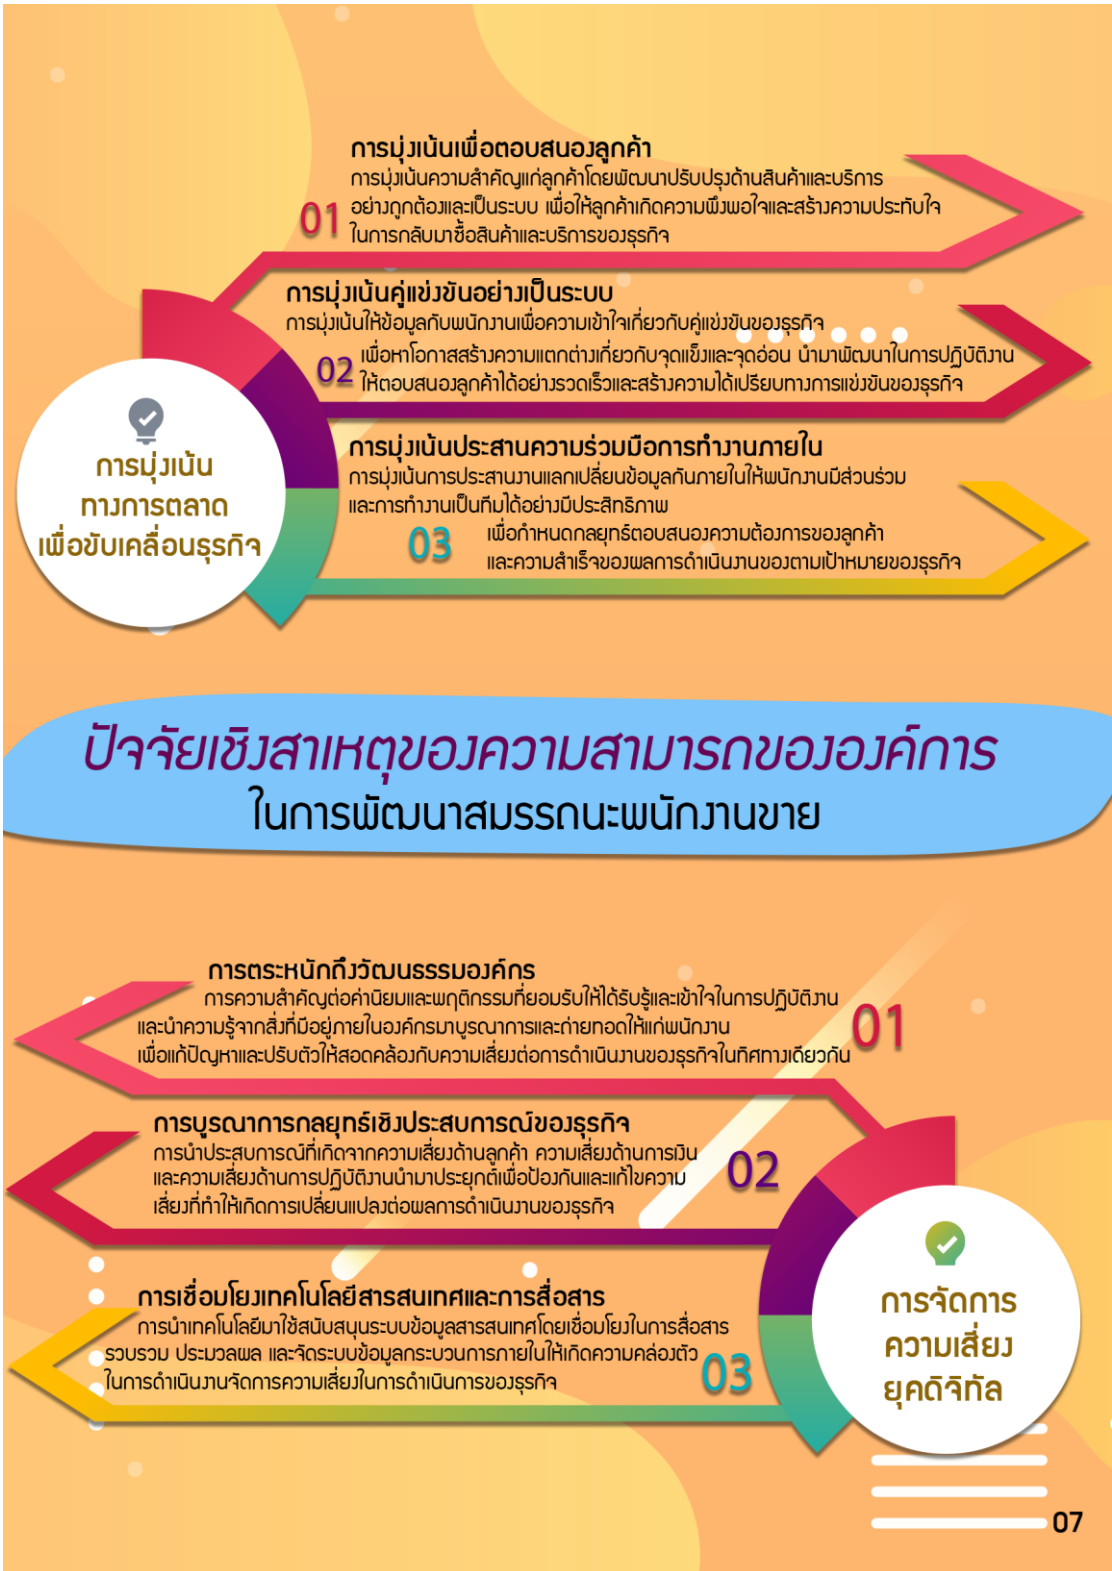 การมุ่งเน้นเพื่อตอบสนองลูกค้า
การมุ่งเน้นความสำคัญแก่ลูกค้าโดยพัฒนาปรับปรุงด้านสินค้าและบริการ
อย่างถูกต้องและเป็นระบบ เพื่อให้ลูกค้าเกิดความพึงพอใจและสร้างความประทับใจ
ในการกลับมาซื้อสินค้าและบริการของธุรกิจ
01
การมุ่งเน้นคู่แข่งขันอย่างเป็นระบบ
การมุ่งเน้นให้ข้อมูลกับพนักงานเพื่อความเข้าใจเกี่ยวกับคู่แข่งขันของธุรกิจ
เพื่อหาโอกาสสร้างความแตกต่างเกี่ยวกับจุดแข็งและจุดอ่อน นำมาพัฒนาในการปฏิบัติงาน
ให้ตอบสนองลูกค้าได้อย่างรวดเร็วและสร้างความได้เปรียบทางการแข่งขันของธุรกิจ
02
การมุ่งเน้นประสานความร่วมมือการทำงานภายใน
การมุ่งเน้นการประสานงานแลกเปลี่ยนข้อมูลกันภายในให้พนักงานมีส่วนร่วม
และการทำงานเป็นทีมได้อย่างมีประสิทธิภาพ
เพื่อกำหนดกลยุทธ์ตอบสนองความต้องการของลูกค้า
และความสำเร็จของผลการดำเนินงานของตามเป้าหมายของธุรกิจ
03
การมุ่งเน้น
ทางการตลาด
เพื่อขับเคลื่อนธุรกิจ
ปัจจัยเชิงสาเหตุของความสามารถขององค์การ
ในการพัฒนาสมรรถนะพนักงานขาย
การตระหนักถึงวัฒนธรรมองค์กร
การความสำคัญต่อค่านิยมและพฤติกรรมที่ยอมรับให้ได้รับรู้และเข้าใจในการปฏิบัติงาน
และนำความรู้จากสิ่งที่มีอยู่ภายในองค์กรมาบูรณาการและถ่ายทอดให้แก่พนักงาน
เพื่อแก้ปัญหาและปรับตัวให้สอดคล้องกับความเสี่ยงต่อการดำเนินงานของธุรกิจในทิศทางเดียวกัน
01
การบูรณาการกลยุทธ์เชิงประสบการณ์ของธุรกิจ
การนำประสบการณ์ที่เกิดจากความเสี่ยงด้านลูกค้า ความเสี่ยงด้านการเงิน
และความเสี่ยงด้านการปฏิบัติงานนำมาประยุกต์เพื่อป้องกันและแก้ไขความ
เสี่ยงที่ทำให้เกิดการเปลี่ยนแปลงต่อผลการดำเนินงานของธุรกิจ
02
การเชื่อมโยงเทคโนโลยีสารสนเทศและการสื่อสาร
การนำเทคโนโลยีมาใช้สนับสนุนระบบข้อมูลสารสนเทศโดยเชื่อมโยงในการสื่อสาร
รวบรวม ประมวลผล และจัดระบบข้อมูลกระบวนการภายในให้เกิดความคล่องตัว
ในการดำเนินงานจัดการความเสี่ยงในการดำเนินการของธุรกิจ
03
การจัดการ
ความเสี่ยง
ยุคดิจิทัล
07